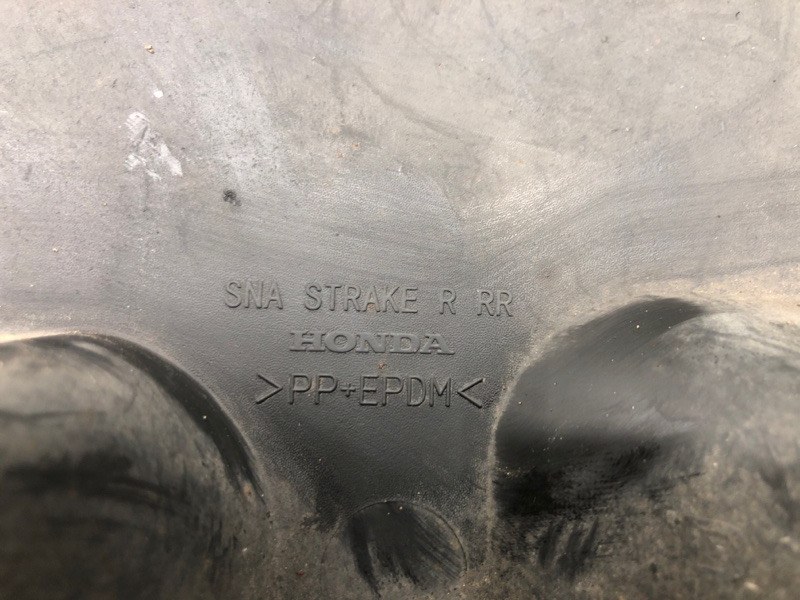 SNA STRAKE R RR
HONDA
>PP+EPDM<